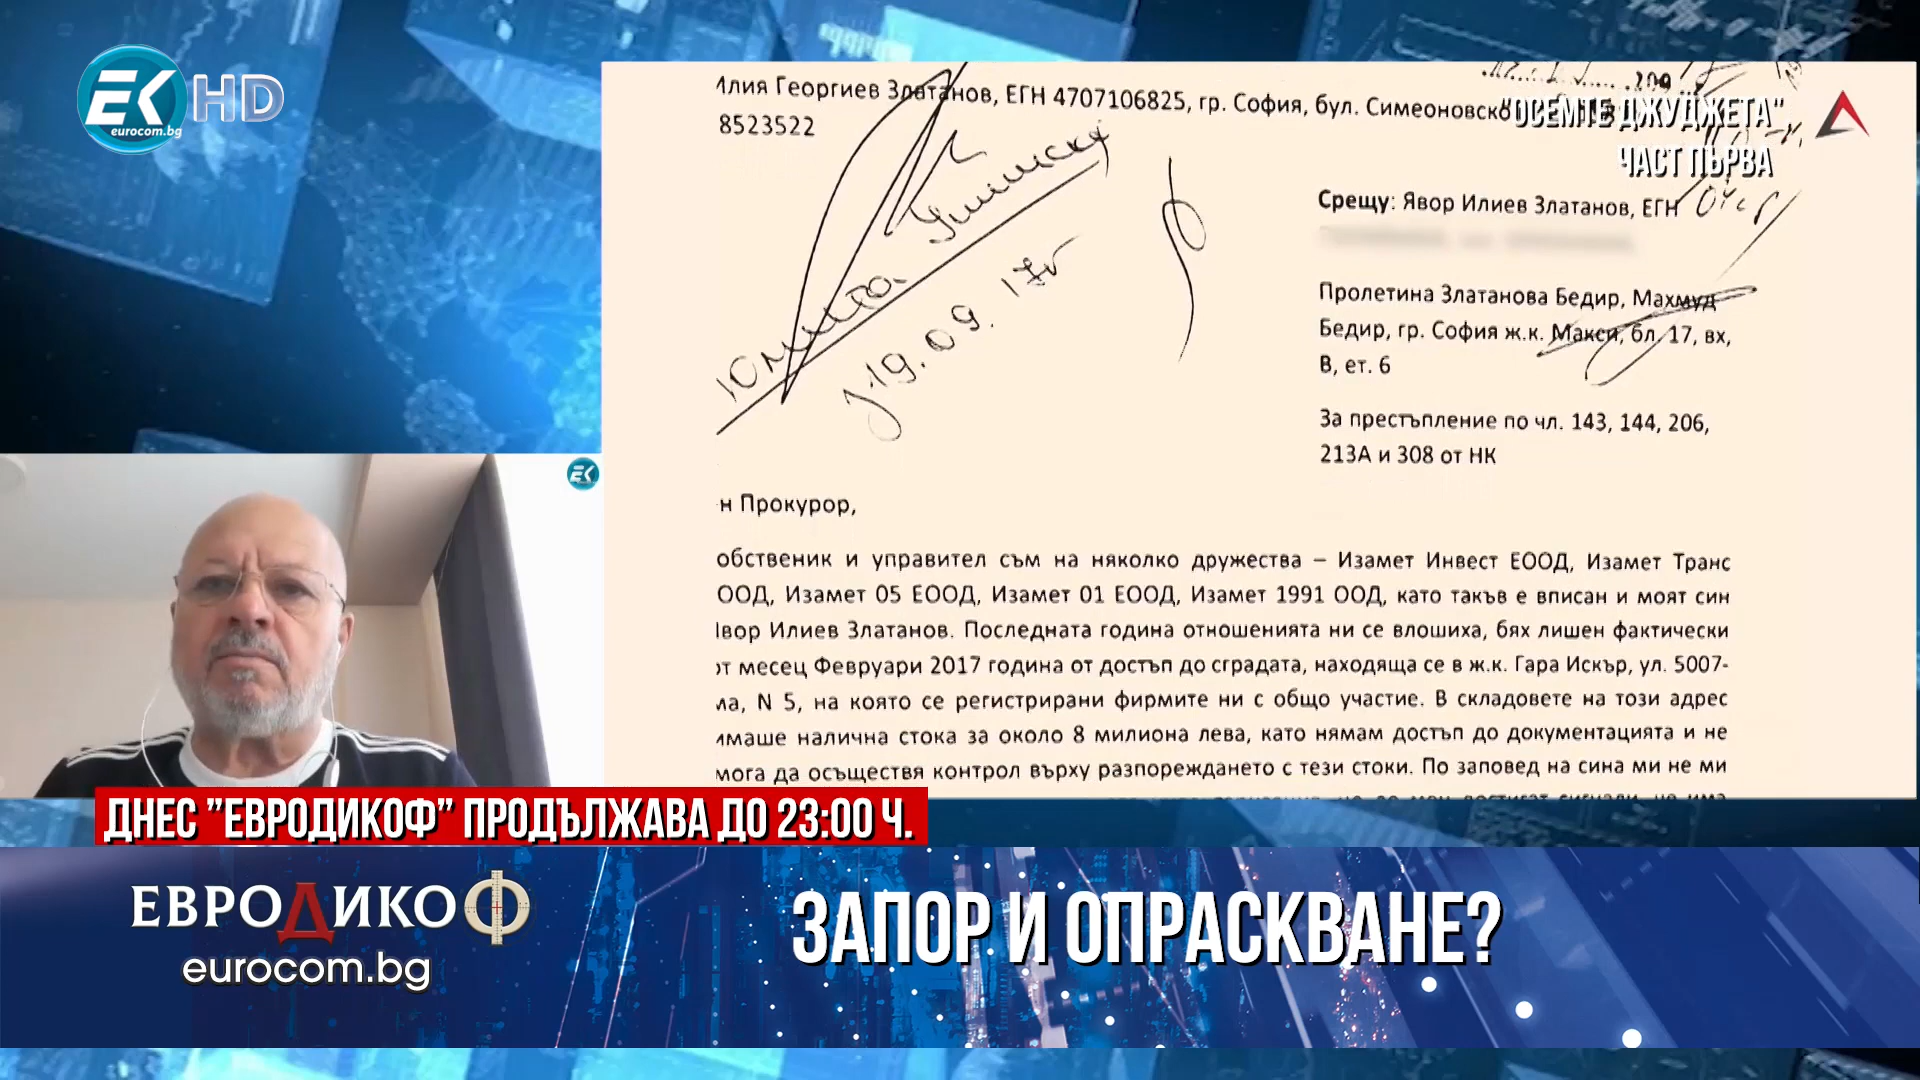 EK HD
eurocom.bg
Илия Георгиев Златанов, ЕГН 4707106825, гр. София, бул. Симеоновско
8523522
209
"ОСЕМТЕ ДЖУДЖЕТА"
ЧАСТ ПЪРВА
Срещу: Явор Илиев Златанов, ЕГН
19.09.17г
Пролетина Златанова Бедир, Махмуд
Бедир, гр. София ж.к. Макси, бл. 17, вх,
В, ет. 6
За престъпление по чл. 143, 144, 206,
213А и 308 от НК
н Прокурор,
обственик и управител съм на няколко дружества – Изамет Инвест ЕООД, Изамет Транс
ООД, Изамет 05 ЕООД, Изамет 01 ЕООД, Изамет 1991 ООД, като такъв е вписан и моят син
Явор Илиев Златанов. Последната година отношенията ни се влошиха, бях лишен фактически
от месец Февруари 2017 година от достъп до сградата, находяща се в ж.к. Гара Искър, ул. 5007-
ма, N 5, на която се регистрирани фирмите ни с общо участие. В складовете на този адрес
имаше налична стока за около 8 милиона лева, като нямам достъп до документацията и не
мога да осъществя контрол върху разпореждането с тези стоки. По заповед на сина ми не ми
EK
ДНЕС "ЕВРОДИКОФ" ПРОДЪЛЖАВА ДО 23:00 Ч.
ЕВРОДИКОФ
eurocom.bg
ЗАПОР И ОПРАСКВАНЕ?